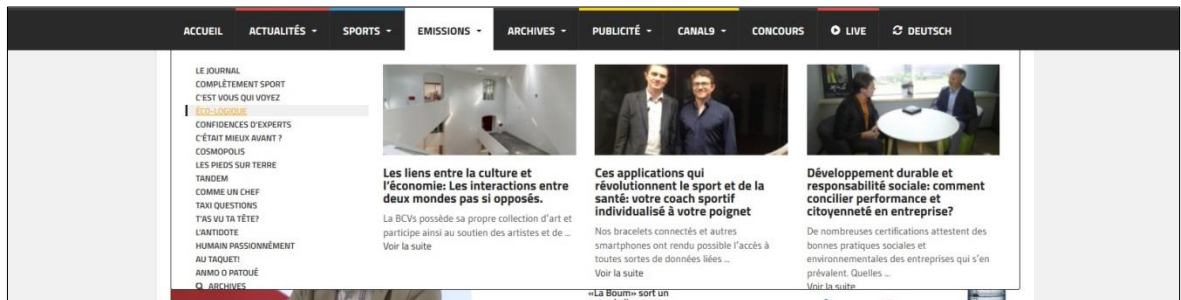 ACCUEIL ACTUALITÉS SPORTS EMISSIONS ARCHIVES PUBLICITÉ CANAL9 CONCOURS LIVE DEUTSCH
LE JOURNAL
COMPLÈTEMENT SPORT
C'EST VOUS QUI VOYEZ
ÉCO-LOGIQUE
CONFIDENCES D'EXPERTS
C'ÉTAIT MIEUX AVANT ?
COSMOPOLIS
LES PIEDS SUR TERRE
TANDEM
COMME UN CHEF
TAXI QUESTIONS
T'AS VU TA TÊTE?
L'ANTIDOTE
HUMAIN PASSIONNÉMENT
AU TAQUET!
ANMO O PATOUÉ
ARCHIVES
Les liens entre la culture et
l'économie: Les interactions entre
deux mondes pas si opposés.
La BCVs possède sa propre collection d'art et
participe ainsi au soutien des artistes et de ...
Voir la suite
Ces applications qui
révolutionnent le sport et de la
santé: votre coach sportif
individualisé à votre poignet
Nos bracelets connectés et autres
smartphones ont rendu possible l'accès à
toutes sortes de données liées ...
Voir la suite
Développement durable et
responsabilité sociale: comment
concilier performance et
citoyenneté en entreprise?
De nombreuses certifications attestent des
bonnes pratiques sociales et
environnementales des entreprises qui s'en
prévalent. Quelles ...
Voir la suite
«La Boum» sort un